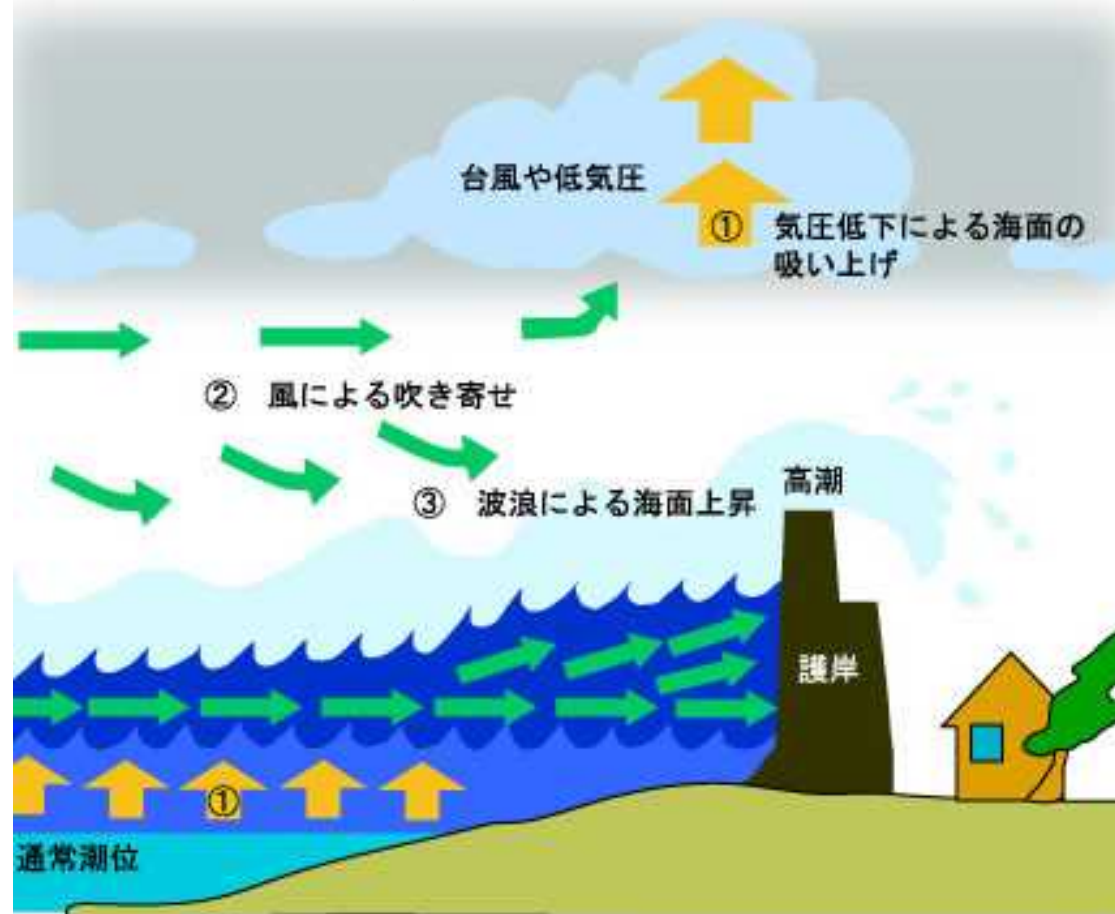 台風や低気圧
① 気圧低下による海面の
吸い上げ
② 風による吹き寄せ
③ 波浪による海面上昇
高潮
護岸
①
通常潮位